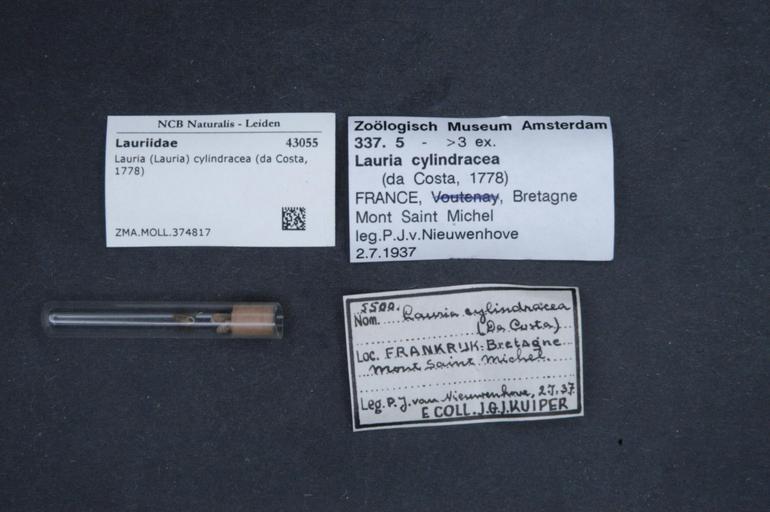 NCB Naturalis - Leiden
Lauriidae 43055
Lauria (Lauria) cylindracea (da Costa,
1778)
ZMA.MOLL.374817
Zoölogisch Museum Amsterdam
337. 5 - >3 ex.
Lauria cylindracea
(da Costa, 1778)
FRANCE, Voutenay, Bretagne
Mont Saint Michel
leg.P.J.v.Nieuwenhove
2.7.1937
5500.
Nom. Lauria cylindracea
(Da Costa)
Loc. FRANKRIJK: Bretagne
Mont Saint Michel.
Leg. P. J. van Nieuwenhove, 2.7.'37
E COLL. J.G.J.KUIPER